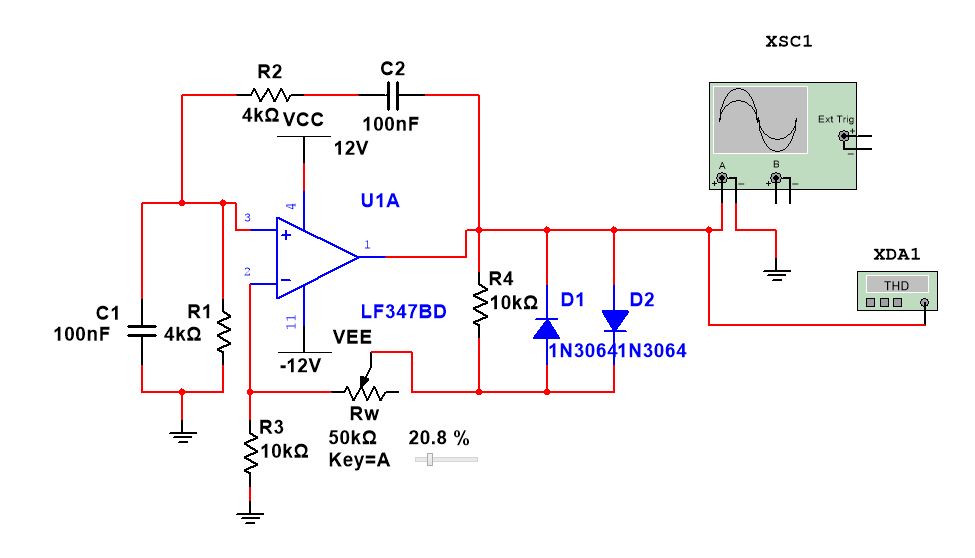 XSC1
R2
C2
4kΩ
VCC
100nF
12V
Ext Trig
+
−
A
B
+
−
+
−
U1A
4
3
1
+
2
−
XDA1
THD
R4
10kΩ
D1
D2
C1
100nF
R1
4kΩ
11
LF347BD
VEE
1N3064
1N3064
-12V
Rw
50kΩ
20.8 %
Key=A
R3
10kΩ